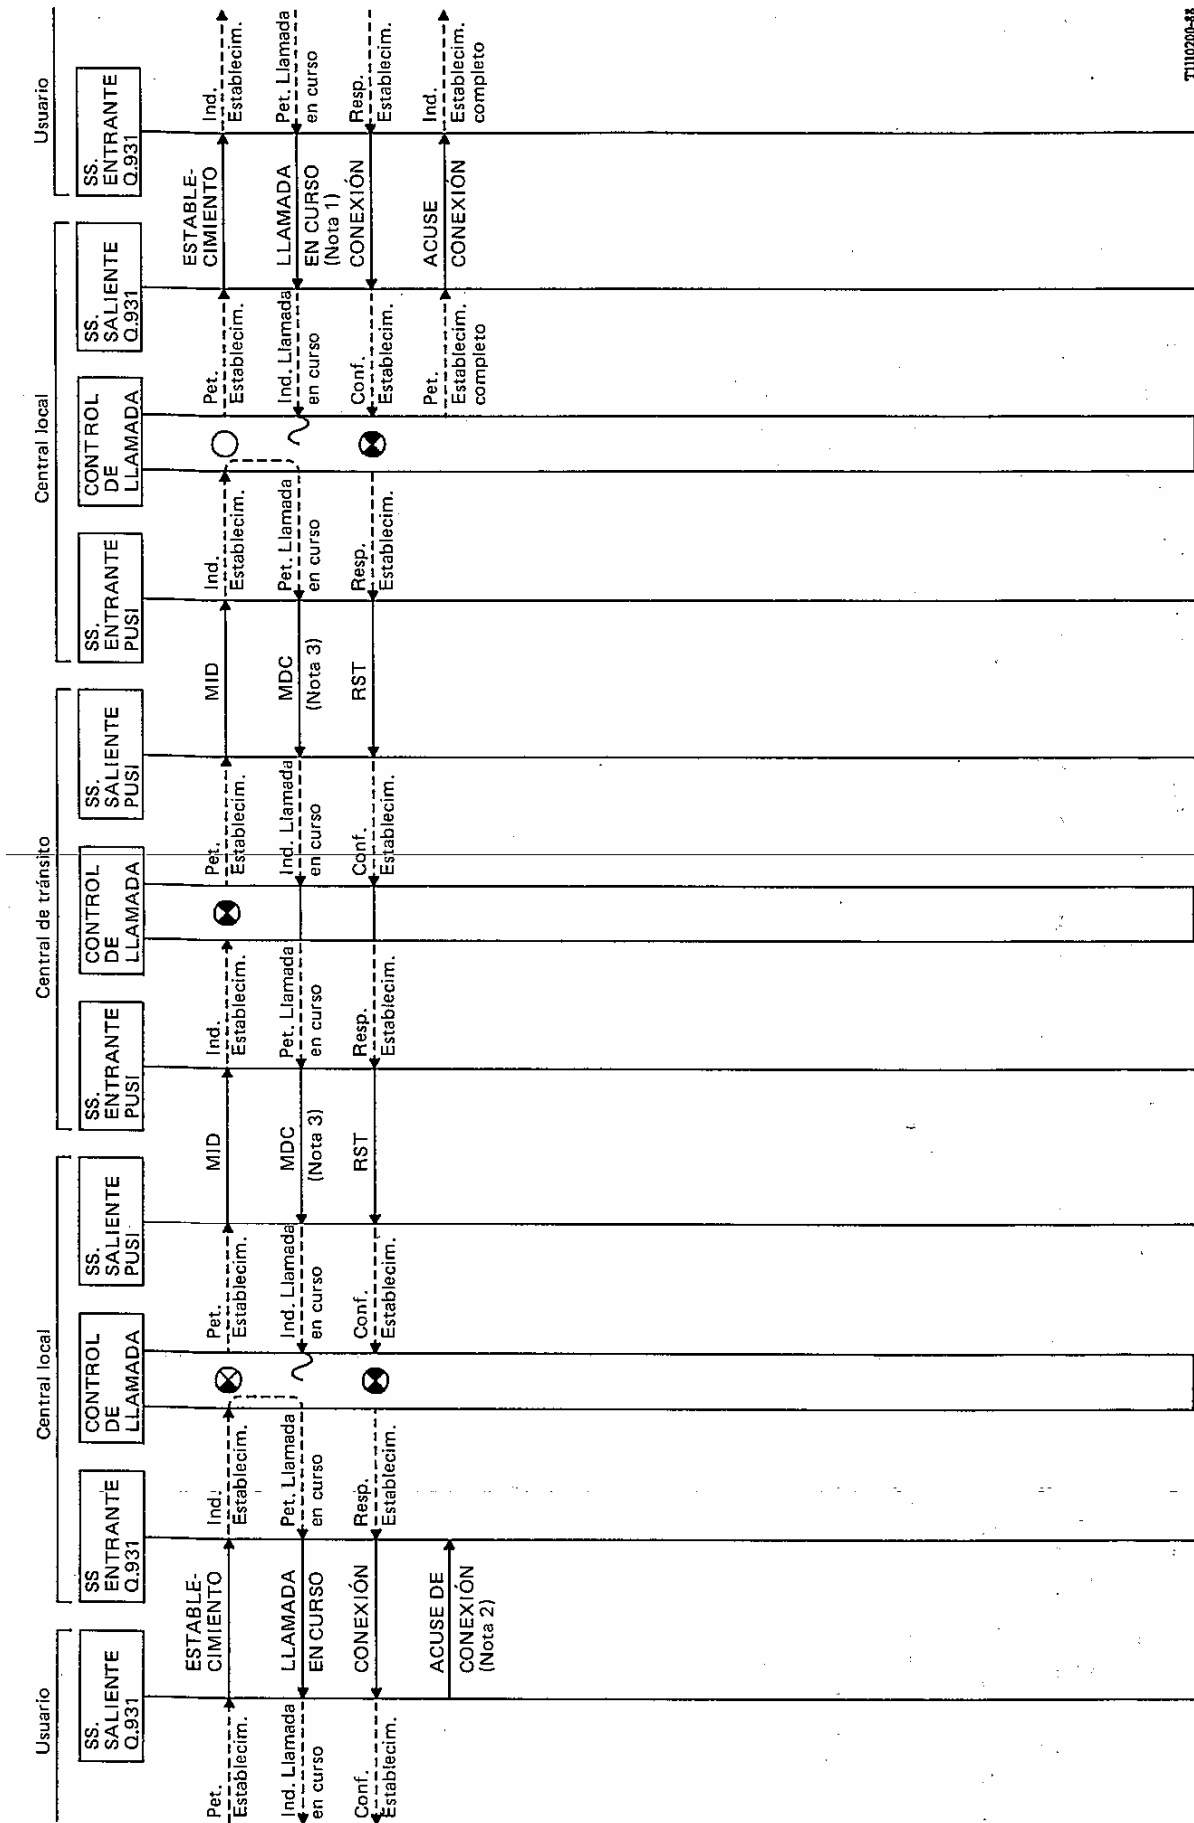 Usuario
Central local
Central de tránsito
Central local
Usuario
SS.
SALIENTE
Q.931
SS
ENTRANTE
Q.931
CONTROL
DE
LLAMADA
SS.
SALIENTE
PUSI
SS.
ENTRANTE
PUSI
CONTROL
DE
LLAMADA
SS.
SALIENTE
PUSI
SS.
ENTRANTE
PUSI
CONTROL
DE
LLAMADA
SS.
SALIENTE
Q.931
SS.
ENTRANTE
Q.931
Pet.
Establecim.
ESTABLE-
CIMIENTO
Ind.
Establecim.
Pet.
Establecim.
MID
Ind.
Establecim.
Pet.
Establecim.
MID
Ind.
Establecim.
Pet.
Establecim.
ESTABLE-
CIMIENTO
Ind.
Establecim.
Ind. Llamada
en curso
LLAMADA
EN CURSO
Pet. Llamada
en curso
Ind. Llamada
en curso
MDC
(Nota 3)
Pet. Llamada
en curso
Ind. Llamada
en curso
MDC
(Nota 3)
Pet. Llamada
en curso
Ind. Llamada
en curso
LLAMADA
EN CURSO
(Nota 1)
Pet. Llamada
en curso
Conf.
Establecim.
CONEXIÓN
Resp.
Establecim.
Conf.
Establecim.
RST
Resp.
Establecim.
Conf.
Establecim.
RST
Resp.
Establecim.
Conf.
Establecim.
CONEXIÓN
Resp.
Establecim.
ACUSE DE
CONEXIÓN
(Nota 2)
Pet.
Establecim.
completo
ACUSE
CONEXIÓN
Ind.
Establecim.
completo
T1110200-88